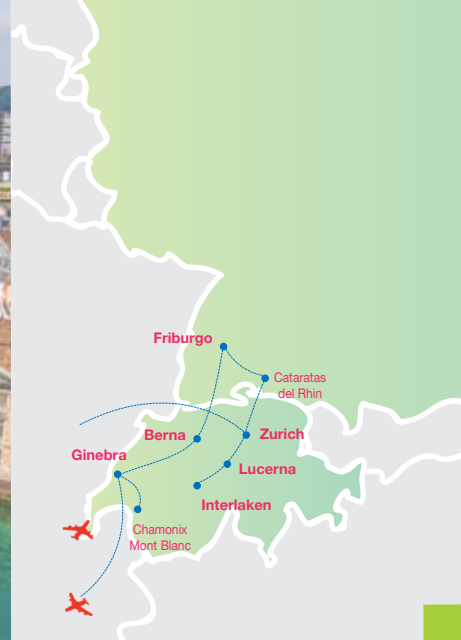 Friburgo
Cataratas
del Rhin
Berna
Zurich
Ginebra
Lucerna
Interlaken
Chamonix
Mont Blanc